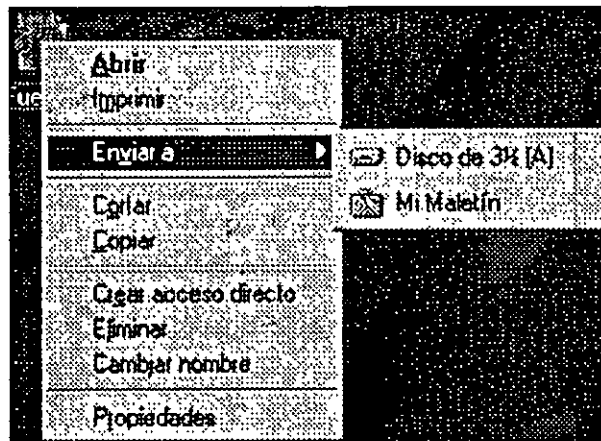 Abrir
Imprimir
Enviar a
Disco de 3½ [A]
Mi Maletín
Cortar
Copiar
Crear acceso directo
Eliminar
Cambiar nombre
Propiedades